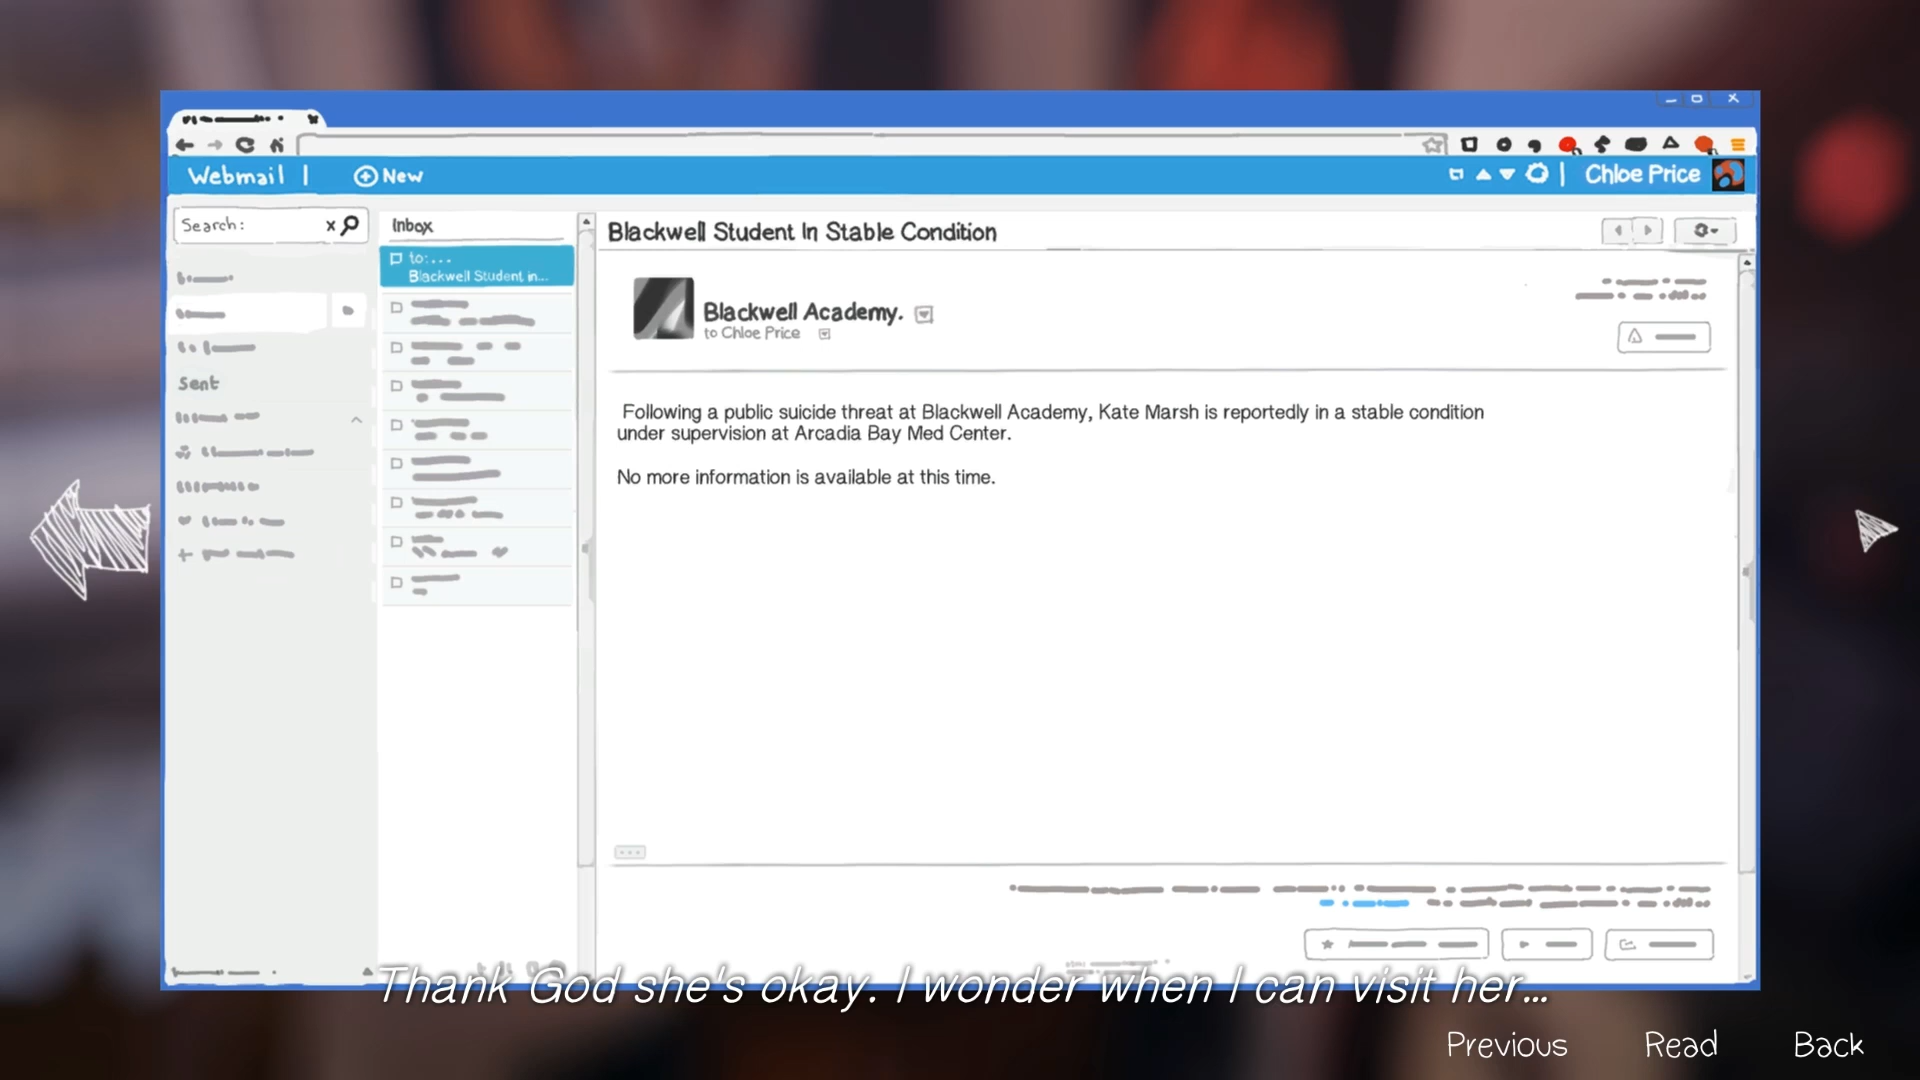 Webmail | New
Chloe Price
Search: x
Inbox
Blackwell Student In Stable Condition
to:...
Blackwell Student in...
Blackwell Academy.
to Chloe Price
Sent
Following a public suicide threat at Blackwell Academy, Kate Marsh is reportedly in a stable condition
under supervision at Arcadia Bay Med Center.
No more information is available at this time.
Thank God she's okay. I wonder when I can visit her...
Previous Read Back